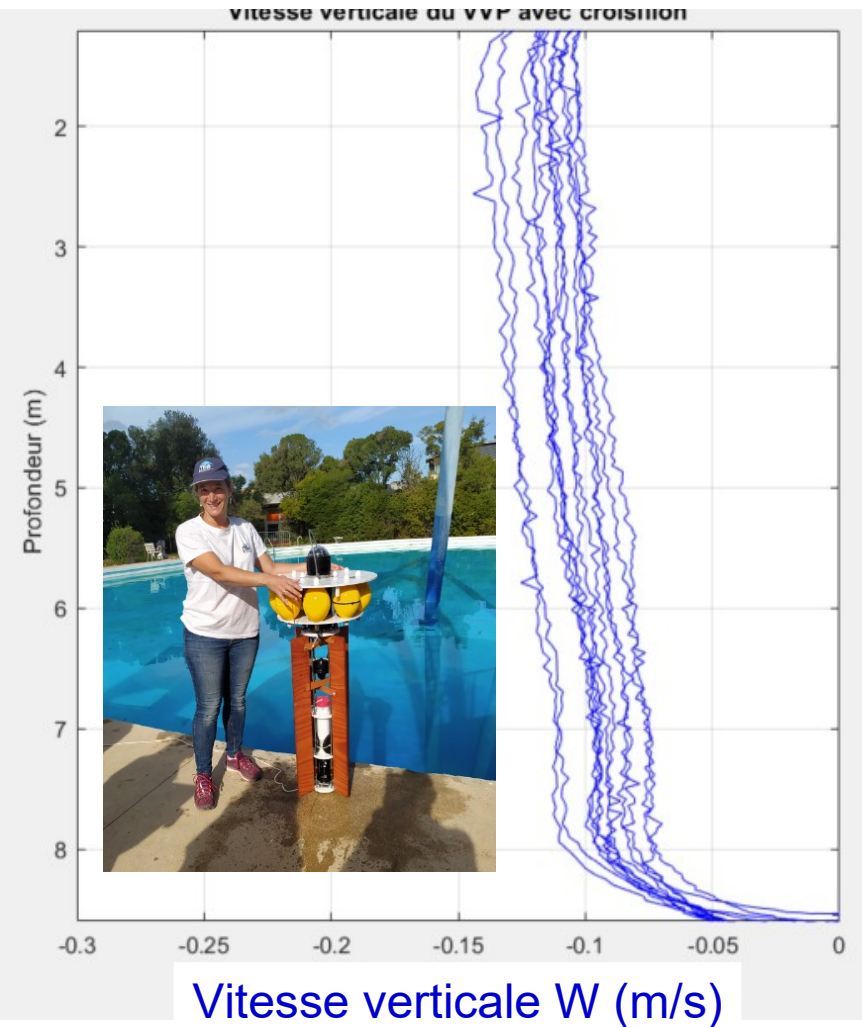 Vitesse verticale du VVP avec croisillon
2
3
4
5
6
7
8
Profondeur (m)
-0.3 -0.25 -0.2 -0.15 -0.1 -0.05 0
Vitesse verticale W (m/s)